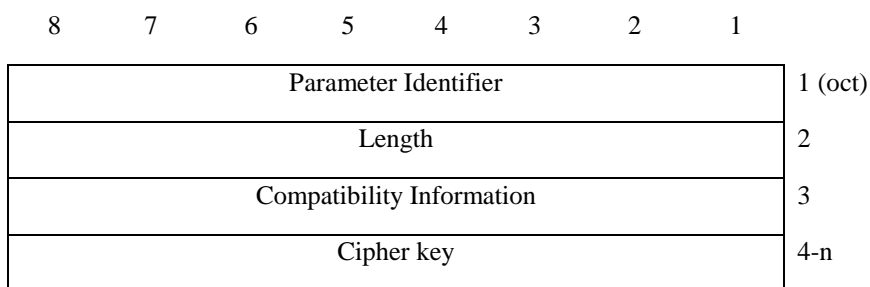 8 7 6 5 4 3 2 1
Parameter Identifier 1 (oct)
Length 2
Compatibility Information 3
Cipher key 4-n